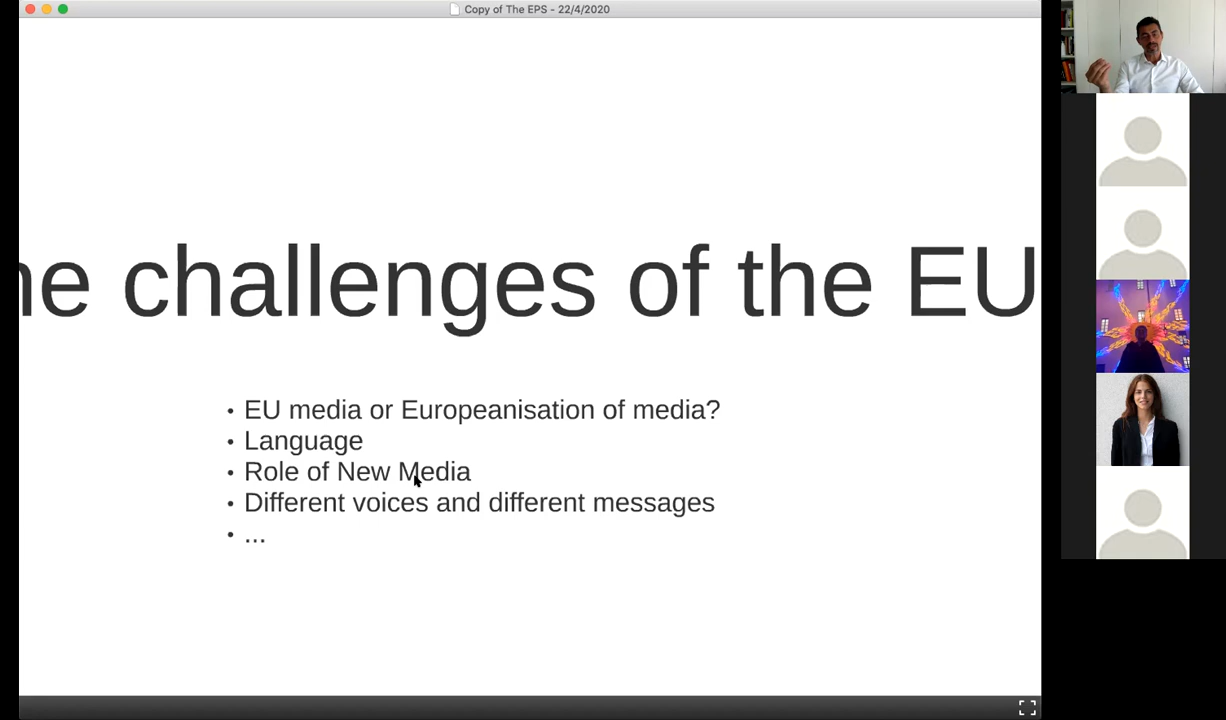 Copy of The EPS - 22/4/2020
he challenges of the EU
• EU media or Europeanisation of media?
• Language
• Role of New Media
• Different voices and different messages
• ...